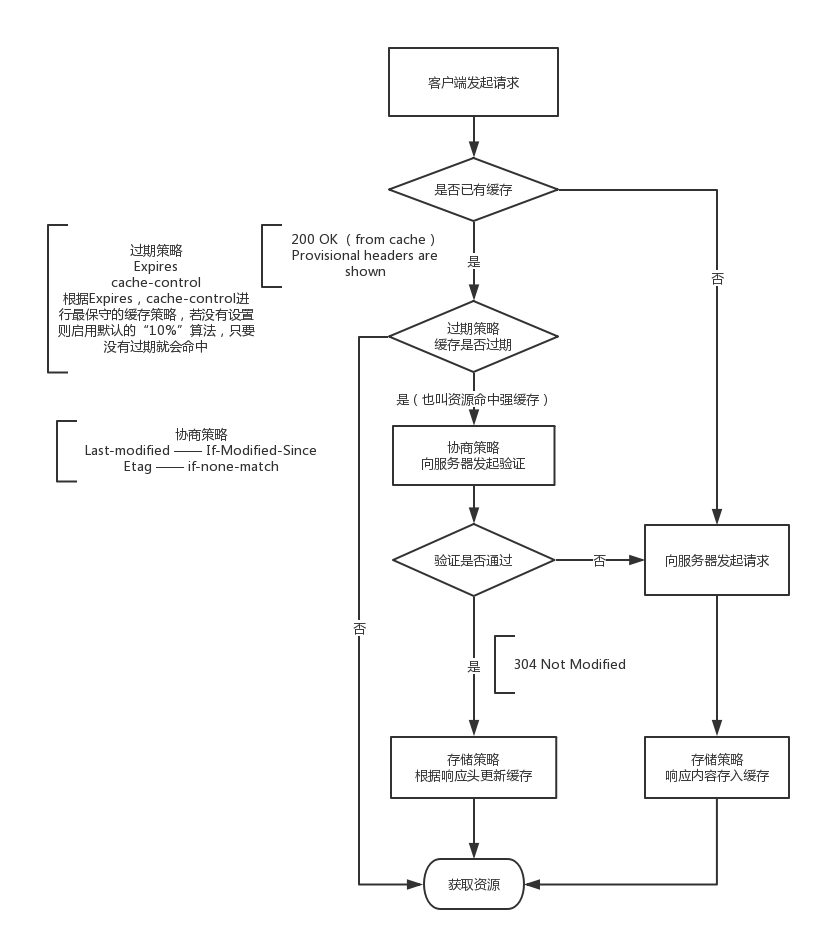 客户端发起请求
是否已有缓存
200 OK（from cache）
Provisional headers are
shown
过期策略
Expires
cache-control
根据Expires，cache-control进
行最保守的缓存策略，若没有设置
则启用默认的“10%”算法，只要
没有过期就会命中
是
否
过期策略
缓存是否过期
是（也叫资源命中强缓存）
协商策略
Last-modified —— If-Modified-Since
Etag —— if-none-match
协商策略
向服务器发起验证
验证是否通过
否
向服务器发起请求
否
是
304 Not Modified
存储策略
根据响应头更新缓存
存储策略
响应内容存入缓存
获取资源